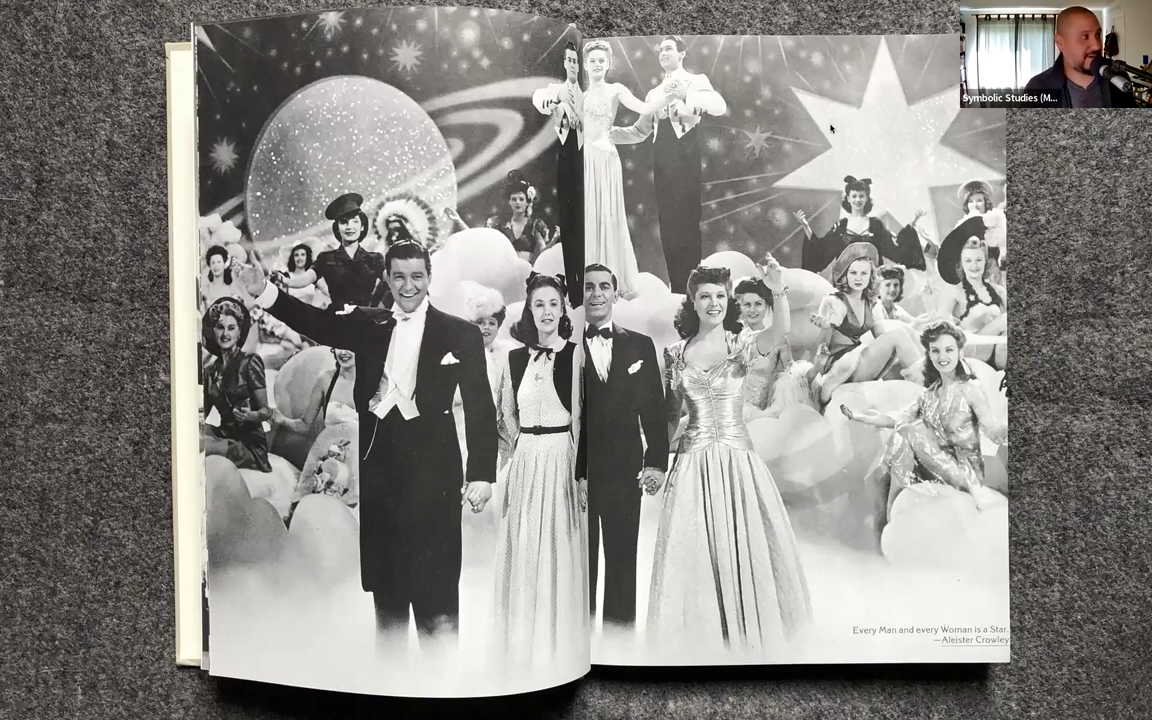 Symbolic Studies (M...
Every Man and every Woman is a Star.
—Aleister Crowley